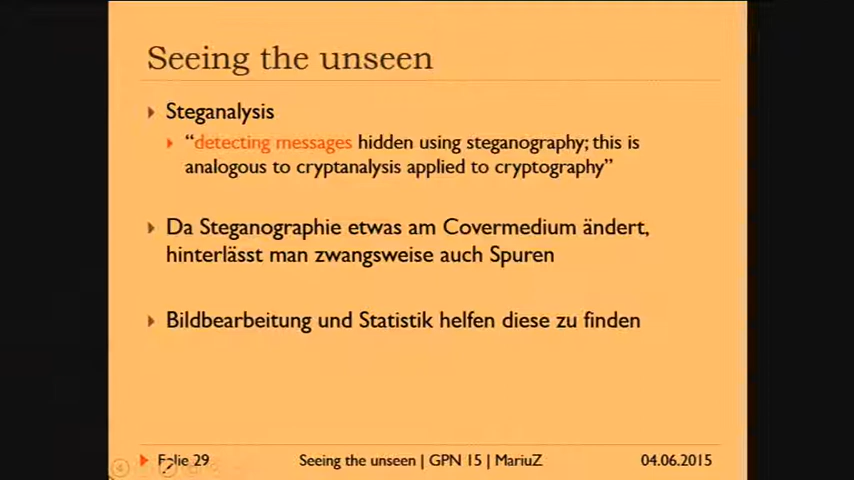 Seeing the unseen
Steganalysis
“detecting messages hidden using steganography; this is
analogous to cryptanalysis applied to cryptography”
Da Steganographie etwas am Covermedium ändert,
hinterlässt man zwangsweise auch Spuren
Bildbearbeitung und Statistik helfen diese zu finden
Folie 29
Seeing the unseen | GPN 15 | MariuZ
04.06.2015